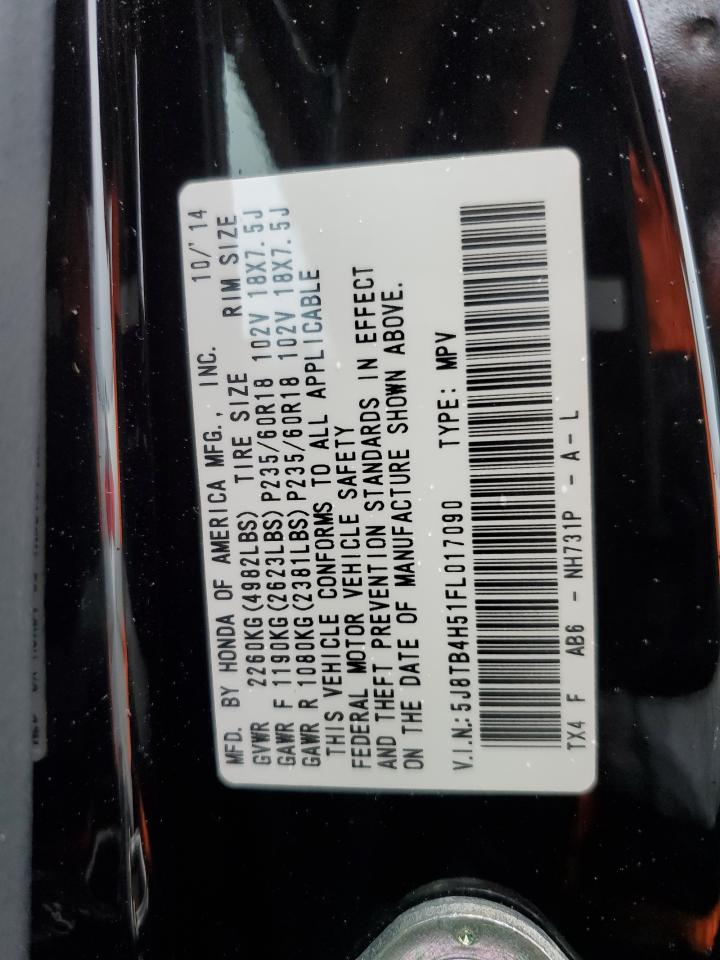 MFD. BY HONDA OF AMERICA MFG., INC. 10/'14
GVWR 2260KG(4982LBS) TIRE SIZE RIM SIZE
GAWR F 1190KG(2623LBS)P235/60R18 102V 18X7.5J
GAWR R 1080KG(2381LBS)P235/60R18 102V 18X7.5J
THIS VEHICLE CONFORMS TO ALL APPLICABLE
FEDERAL MOTOR VEHICLE SAFETY
AND THEFT PREVENTION STANDARDS IN EFFECT
ON THE DATE OF MANUFACTURE SHOWN ABOVE.
V.I.N.:5J8TB4H51FL017090 TYPE: MPV
TX4 F AB6 - NH731P - A - L